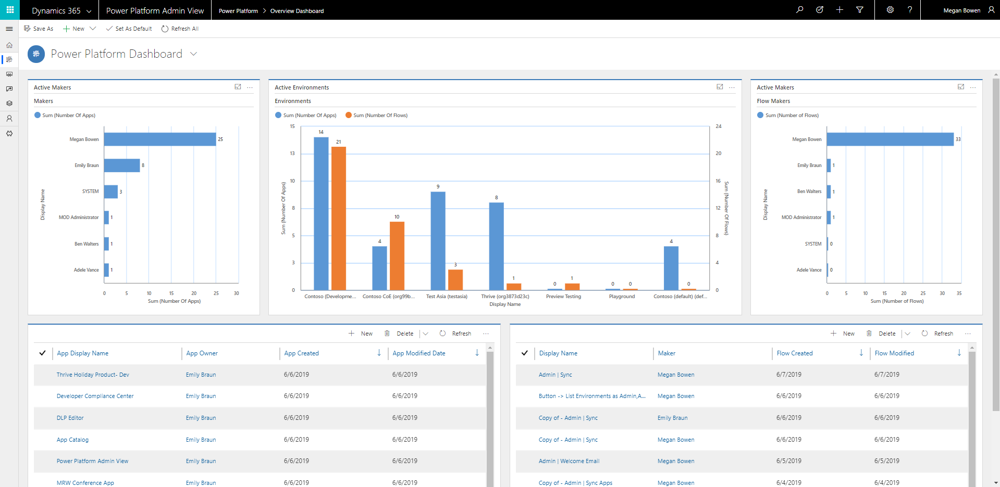 Dynamics 365
Power Platform Admin View
Power Platform > Overview Dashboard
?
Megan Bowen
Save As
New
Set As Default
Refresh All
Power Platform Dashboard
Active Makers
...
Makers
Sum (Number Of Apps)
Display Name
Megan Bowen 25
Emily Braun 8
SYSTEM 3
MOD Administrator 1
Ben Walters 1
Adele Vance 1
0 5 10 15 20 25 30
Sum (Number Of Apps)
Active Environments
...
Environments
Sum (Number Of Apps) Sum (Number Of Flows)
Sum (Number Of Apps)
15
13
10
8
5
3
0
14 21
4 10
9 3
8 1
0 1
0 0
4 0
24
20
16
12
8
4
0
Sum (Number Of Flows)
Contoso (Developme... Contoso CoE (org99b... Test Asia (testasia) Thrive (org3873d23c) Preview Testing Playground Contoso (default) (def...
Display Name
Active Makers
...
Flow Makers
Sum (Number of Flows)
Display Name
Megan Bowen 33
Emily Braun 1
Ben Walters 1
MOD Administrator 1
SYSTEM 0
Adele Vance 0
0 5 10 15 20 25 30 35
Sum (Number of Flows)
New Delete Refresh ...
App Display Name App Owner App Created App Modified Date
Thrive Holiday Product- Dev Emily Braun 6/6/2019 6/6/2019
Developer Compliance Center Emily Braun 6/6/2019 6/6/2019
DLP Editor Emily Braun 6/6/2019 6/6/2019
App Catalog Emily Braun 6/6/2019 6/6/2019
Power Platform Admin View Emily Braun 6/6/2019 6/6/2019
MRW Conference App Emily Braun 6/6/2019 6/6/2019
New Delete Refresh ...
Display Name Maker Flow Created Flow Modified
Admin | Sync Megan Bowen 6/7/2019 6/7/2019
Button -> List Environments as Admin,A... Megan Bowen 6/6/2019 6/6/2019
Copy of - Admin | Sync Emily Braun 6/6/2019 6/6/2019
Copy of - Admin | Sync Megan Bowen 6/6/2019 6/6/2019
Admin | Welcome Email Megan Bowen 6/5/2019 6/5/2019
Copy of - Admin | Sync Apps Megan Bowen 6/4/2019 6/4/2019